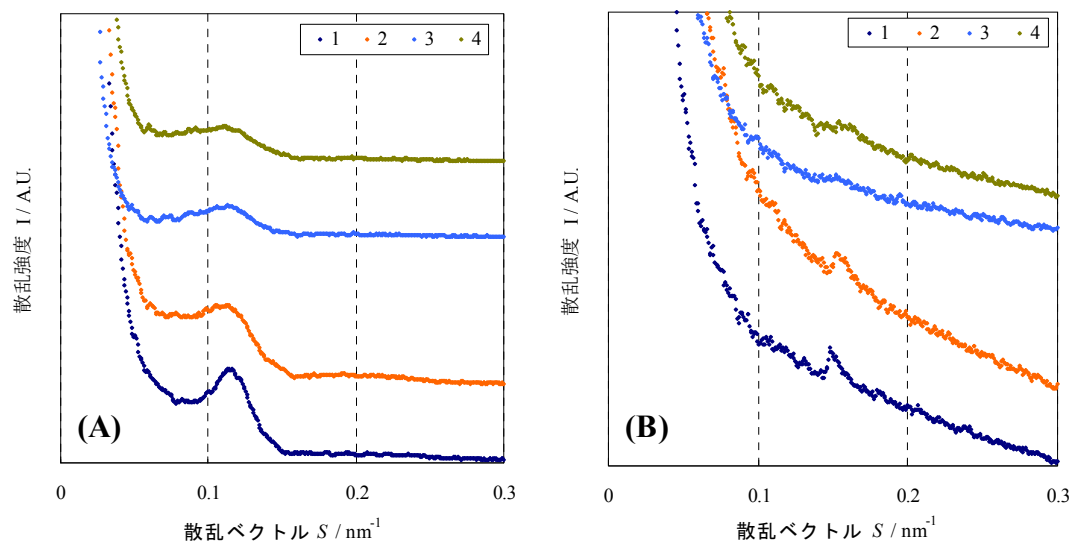 1 2 3 4
散乱強度 I / A.U.
(A)
0 0.1 0.2 0.3
散乱ベクトル S / nm-1
1 2 3 4
散乱強度 I / A.U.
(B)
0.1 0.2 0.3
散乱ベクトル S / nm-1